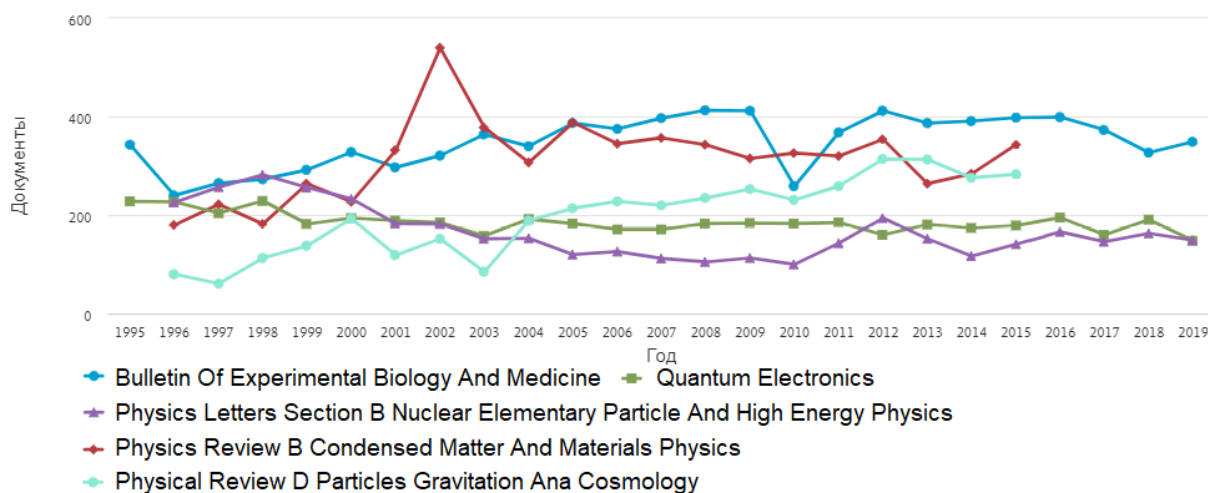 600
400
200
0
Документы
1995 1996 1997 1998 1999 2000 2001 2002 2003 2004 2005 2006 2007 2008 2009 2010 2011 2012 2013 2014 2015 2016 2017 2018 2019
Год
Bulletin Of Experimental Biology And Medicine Quantum Electronics
Physics Letters Section B Nuclear Elementary Particle And High Energy Physics
Physics Review B Condensed Matter And Materials Physics
Physical Review D Particles Gravitation Ana Cosmology